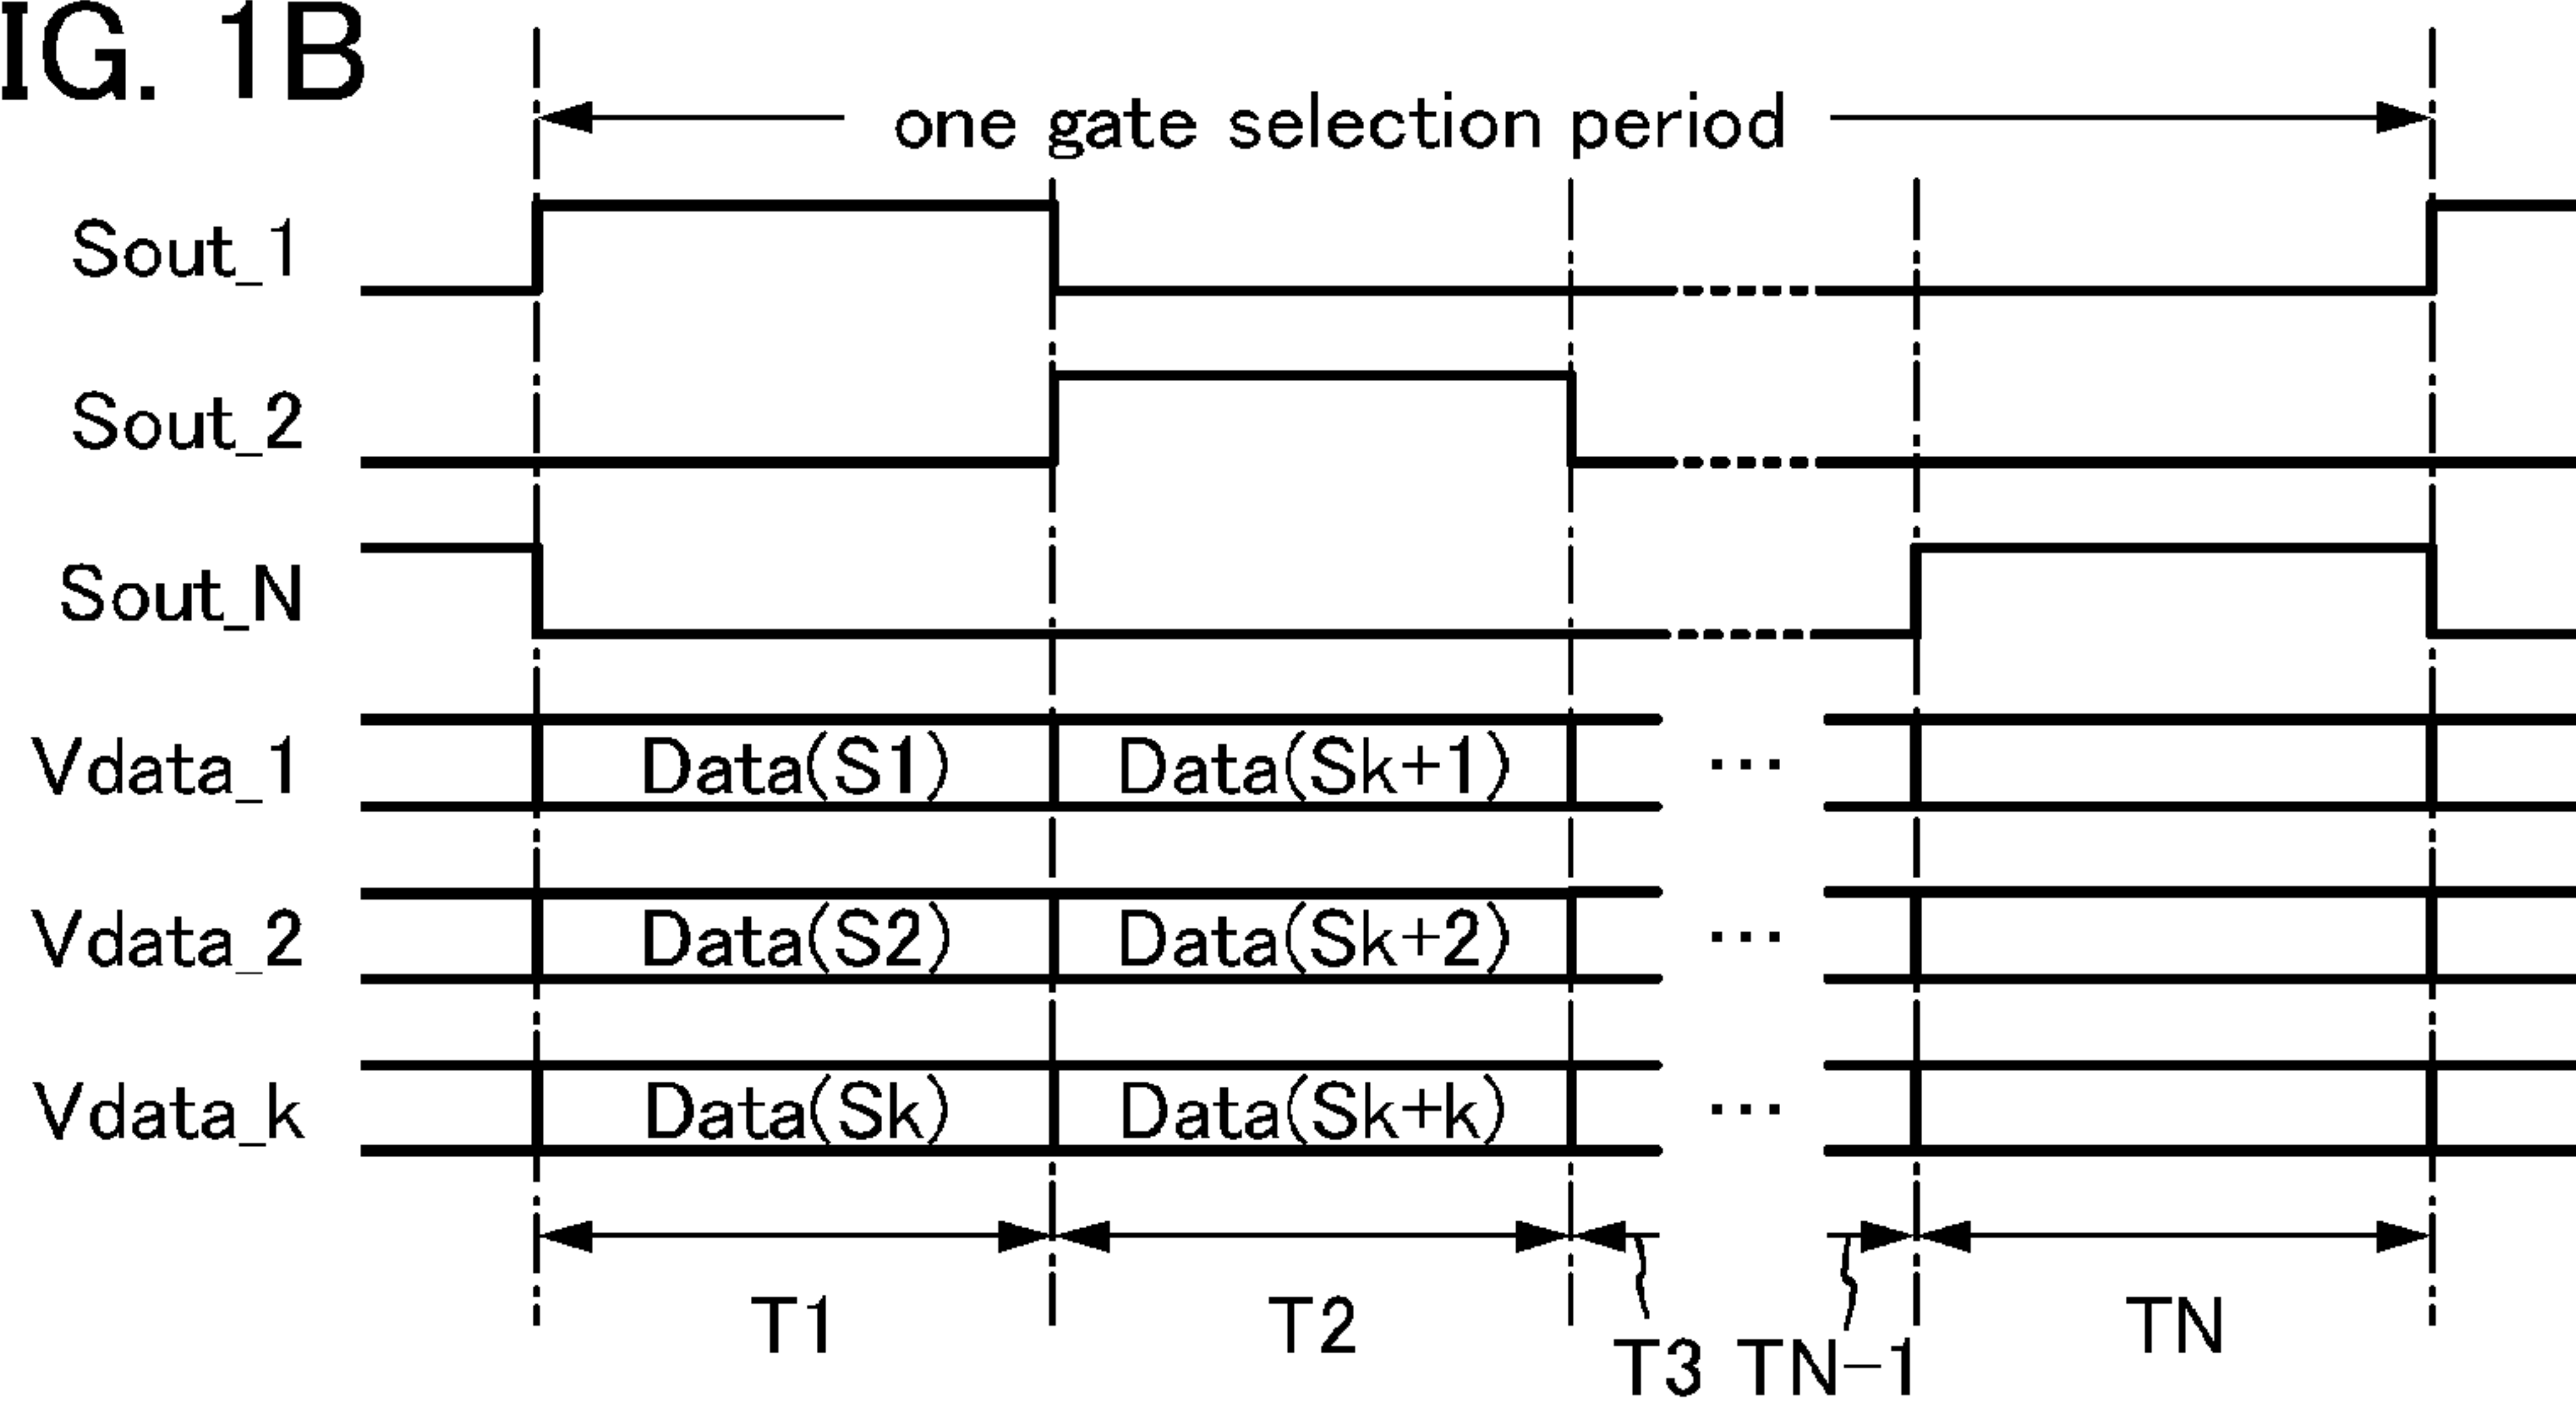 IG. 1B
one gate selection period
Sout_1
Sout_2
Sout_N
Vdata_1 Data(S1) Data(Sk+1) ...
Vdata_2 Data(S2) Data(Sk+2) ...
Vdata_k Data(Sk) Data(Sk+k) ...
T1 T2 T3 TN-1 TN